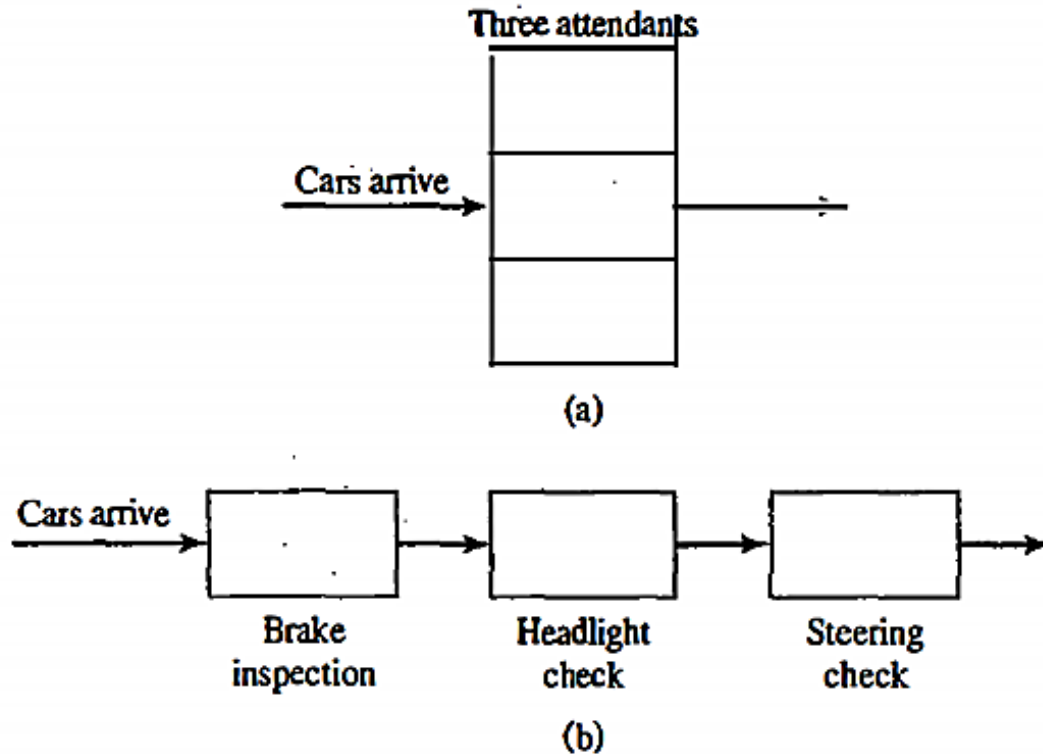 Three attendants
Cars arrive
(a)
Cars arrive
Brake
inspection
Headlight
check
Steering
check
(b)